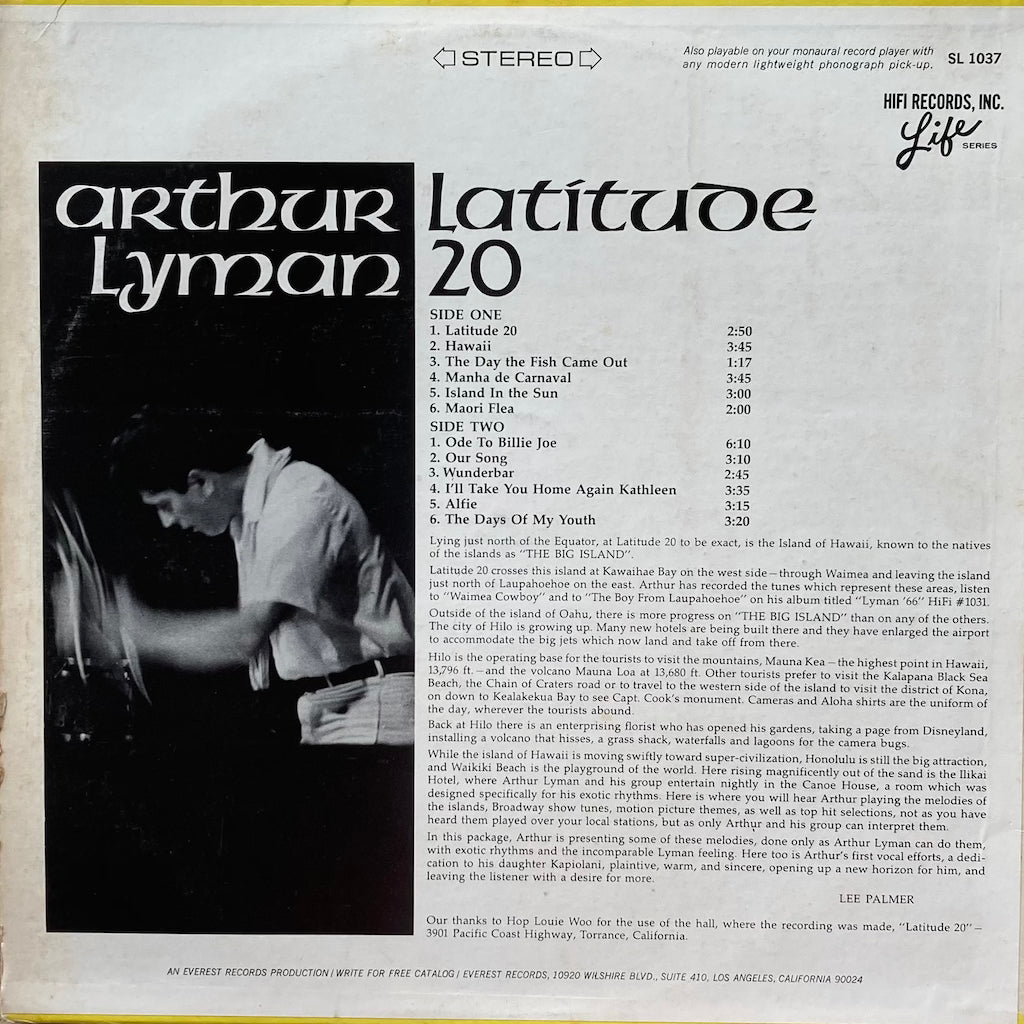 STEREO
Also playable on your monaural record player with
any modern lightweight phonograph pick-up.
SL 1037
HIFI RECORDS, INC.
Life SERIES
arthur
Lyman
Latitude
20
SIDE ONE
1. Latitude 20 2:50
2. Hawaii 3:45
3. The Day the Fish Came Out 1:17
4. Manha de Carnaval 3:45
5. Island In the Sun 3:00
6. Maori Flea 2:00
SIDE TWO
1. Ode To Billie Joe 6:10
2. Our Song 3:10
3. Wunderbar 2:45
4. I'll Take You Home Again Kathleen 3:35
5. Alfie 3:15
6. The Days Of My Youth 3:20
Lying just north of the Equator, at Latitude 20 to be exact, is the Island of Hawaii, known to the natives
of the islands as "THE BIG ISLAND".
Latitude 20 crosses this island at Kawaihae Bay on the west side—through Waimea and leaving the island
just north of Laupahoehoe on the east. Arthur has recorded the tunes which represent these areas, listen
to "Waimea Cowboy" and to "The Boy From Laupahoehoe" on his album titled "Lyman '66" HiFi #1031.
Outside of the island of Oahu, there is more progress on "THE BIG ISLAND" than on any of the others.
The city of Hilo is growing up. Many new hotels are being built there and they have enlarged the airport
to accommodate the big jets which now land and take off from there.
Hilo is the operating base for the tourists to visit the mountains, Mauna Kea—the highest point in Hawaii,
13,796 ft.—and the volcano Mauna Loa at 13,680 ft. Other tourists prefer to visit the Kalapana Black Sea
Beach, the Chain of Craters road or to travel to the western side of the island to visit the district of Kona,
on down to Kealakekua Bay to see Capt. Cook's monument. Cameras and Aloha shirts are the uniform of
the day, wherever the tourists abound.
Back at Hilo there is an enterprising florist who has opened his gardens, taking a page from Disneyland,
installing a volcano that hisses, a grass shack, waterfalls and lagoons for the camera bugs.
While the island of Hawaii is moving swiftly toward super-civilization, Honolulu is still the big attraction,
and Waikiki Beach is the playground of the world. Here rising magnificently out of the sand is the Ilikai
Hotel, where Arthur Lyman and his group entertain nightly in the Canoe House, a room which was
designed specifically for his exotic rhythms. Here is where you will hear Arthur playing the melodies of
the islands, Broadway show tunes, motion picture themes, as well as top hit selections, not as you have
heard them played over your local stations, but as only Arthur and his group can interpret them.
In this package, Arthur is presenting some of these melodies, done only as Arthur Lyman can do them,
with exotic rhythms and the incomparable Lyman feeling. Here too is Arthur's first vocal efforts, a dedi-
cation to his daughter Kapiolani, plaintive, warm, and sincere, opening up a new horizon for him, and
leaving the listener with a desire for more.
LEE PALMER
Our thanks to Hop Louie Woo for the use of the hall, where the recording was made, "Latitude 20"—
3901 Pacific Coast Highway, Torrance, California.
AN EVEREST RECORDS PRODUCTION / WRITE FOR FREE CATALOG / EVEREST RECORDS, 10920 WILSHIRE BLVD., SUITE 410, LOS ANGELES, CALIFORNIA 90024